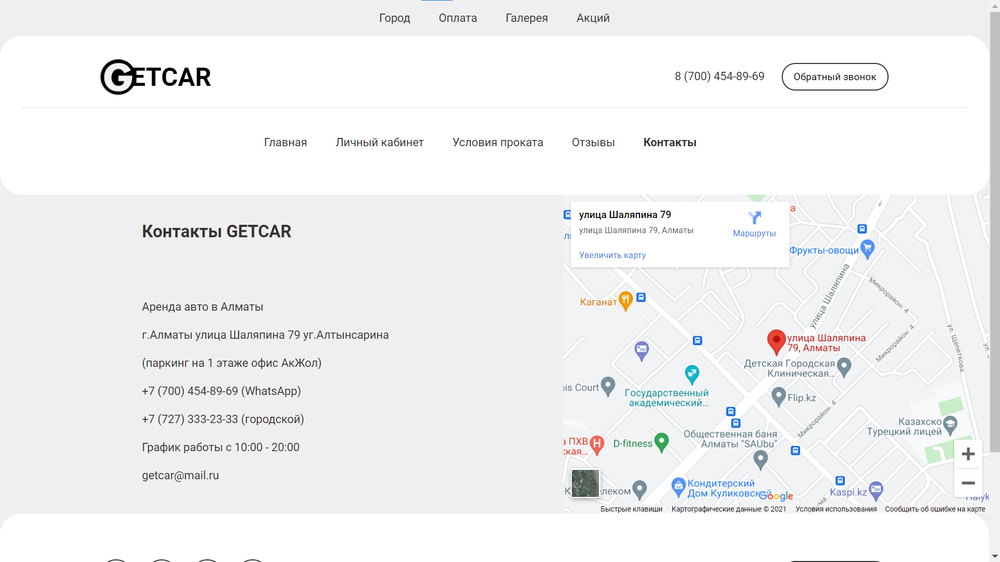 Город Оплата Галерея Акций
GETCAR
8 (700) 454-89-69
Обратный звонок
Главная Личный кабинет Условия проката Отзывы Контакты
Контакты GETCAR
Аренда авто в Алматы
г.Алматы улица Шаляпина 79 уг.Алтынсарина
(паркинг на 1 этаже офис АкЖол)
+7 (700) 454-89-69 (WhatsApp)
+7 (727) 333-23-33 (городской)
График работы с 10:00 - 20:00
getcar@mail.ru
улица Шаляпина 79
улица Шаляпина 79, Алматы
Маршруты
Увеличить карту
Фрукты-овощи
улица Шаляпина
Микрорайон- 4
Каганат
ул. Щепеткова
улица Шаляпина
79, Алматы
Микрорайон- 4
Детская Городская
Клиническая...
Court
Государственный
академический...
Flip.kz
Микрорайон- 4
Казахско
Турецкий лицей
Общественная баня
Алматы "SAUbu"
ПХВ
D-fitness
Кондитерский
Дом Куликовский
Google
Kaspi.kz
Быстрые клавиши Картографические данные © 2021 Условия использования Сообщить об ошибке на карте